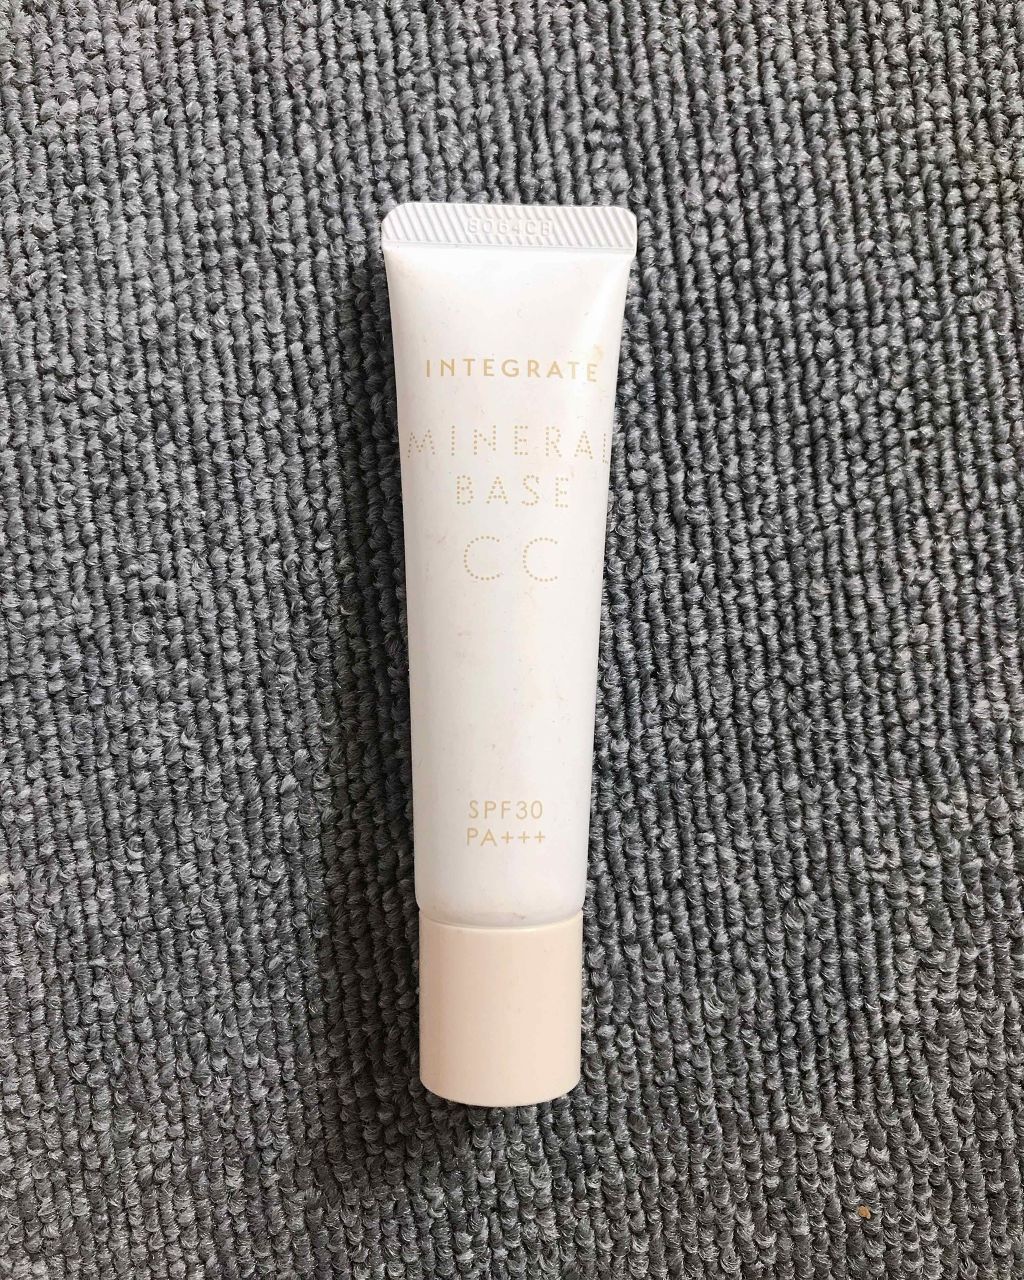 INTEGRATE
MINERAL
BASE
CC
SPF30
PA+++